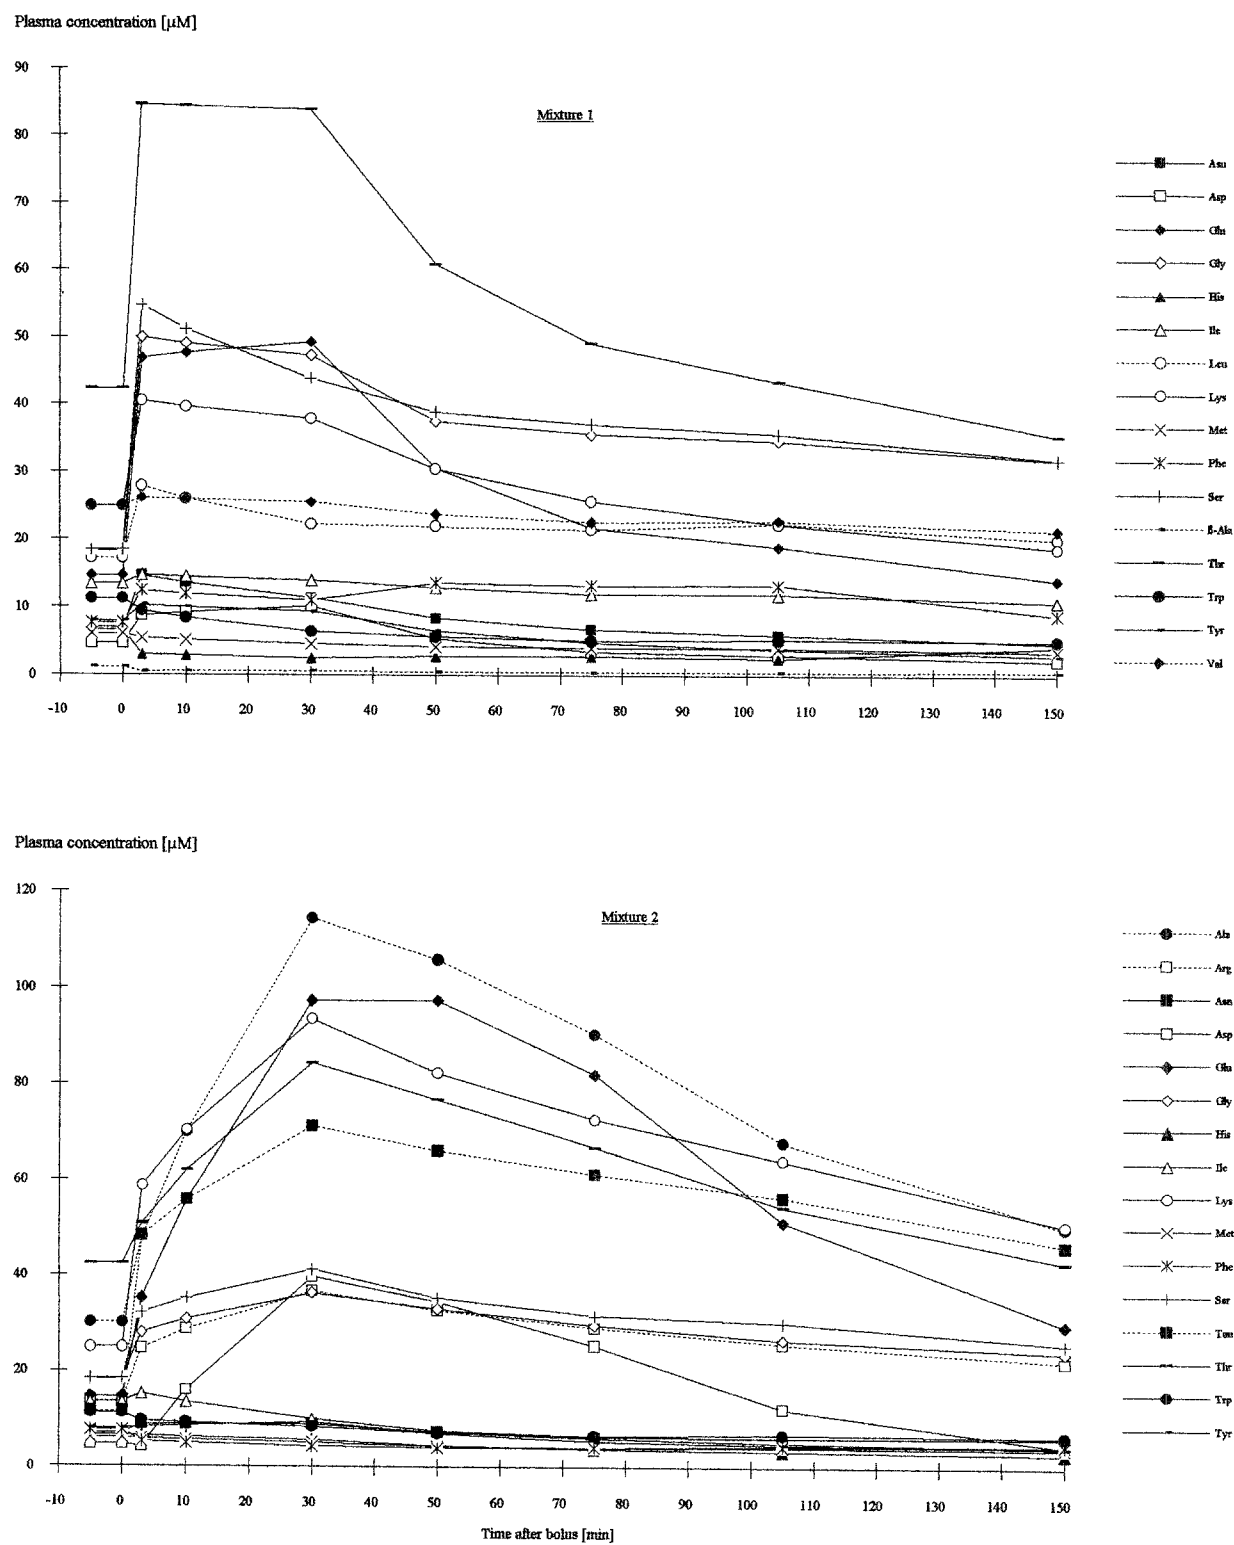 Plasma concentration [µM]
90
80
70
60
50
40
30
20
10
0
-10 0 10 20 30 40 50 60 70 80 90 100 110 120 130 140 150
Mixture 1
Asn
Asp
Glu
Gly
His
Ile
Leu
Lys
Met
Phe
Ser
ß-Ala
Thr
Trp
Tyr
Val
Plasma concentration [µM]
120
100
80
60
40
20
0
-10 0 10 20 30 40 50 60 70 80 90 100 110 120 130 140 150
Time after bolus [min]
Mixture 2
Ala
Arg
Asn
Asp
Glu
Gly
His
Ile
Lys
Met
Phe
Ser
Thr
Trp
Tyr